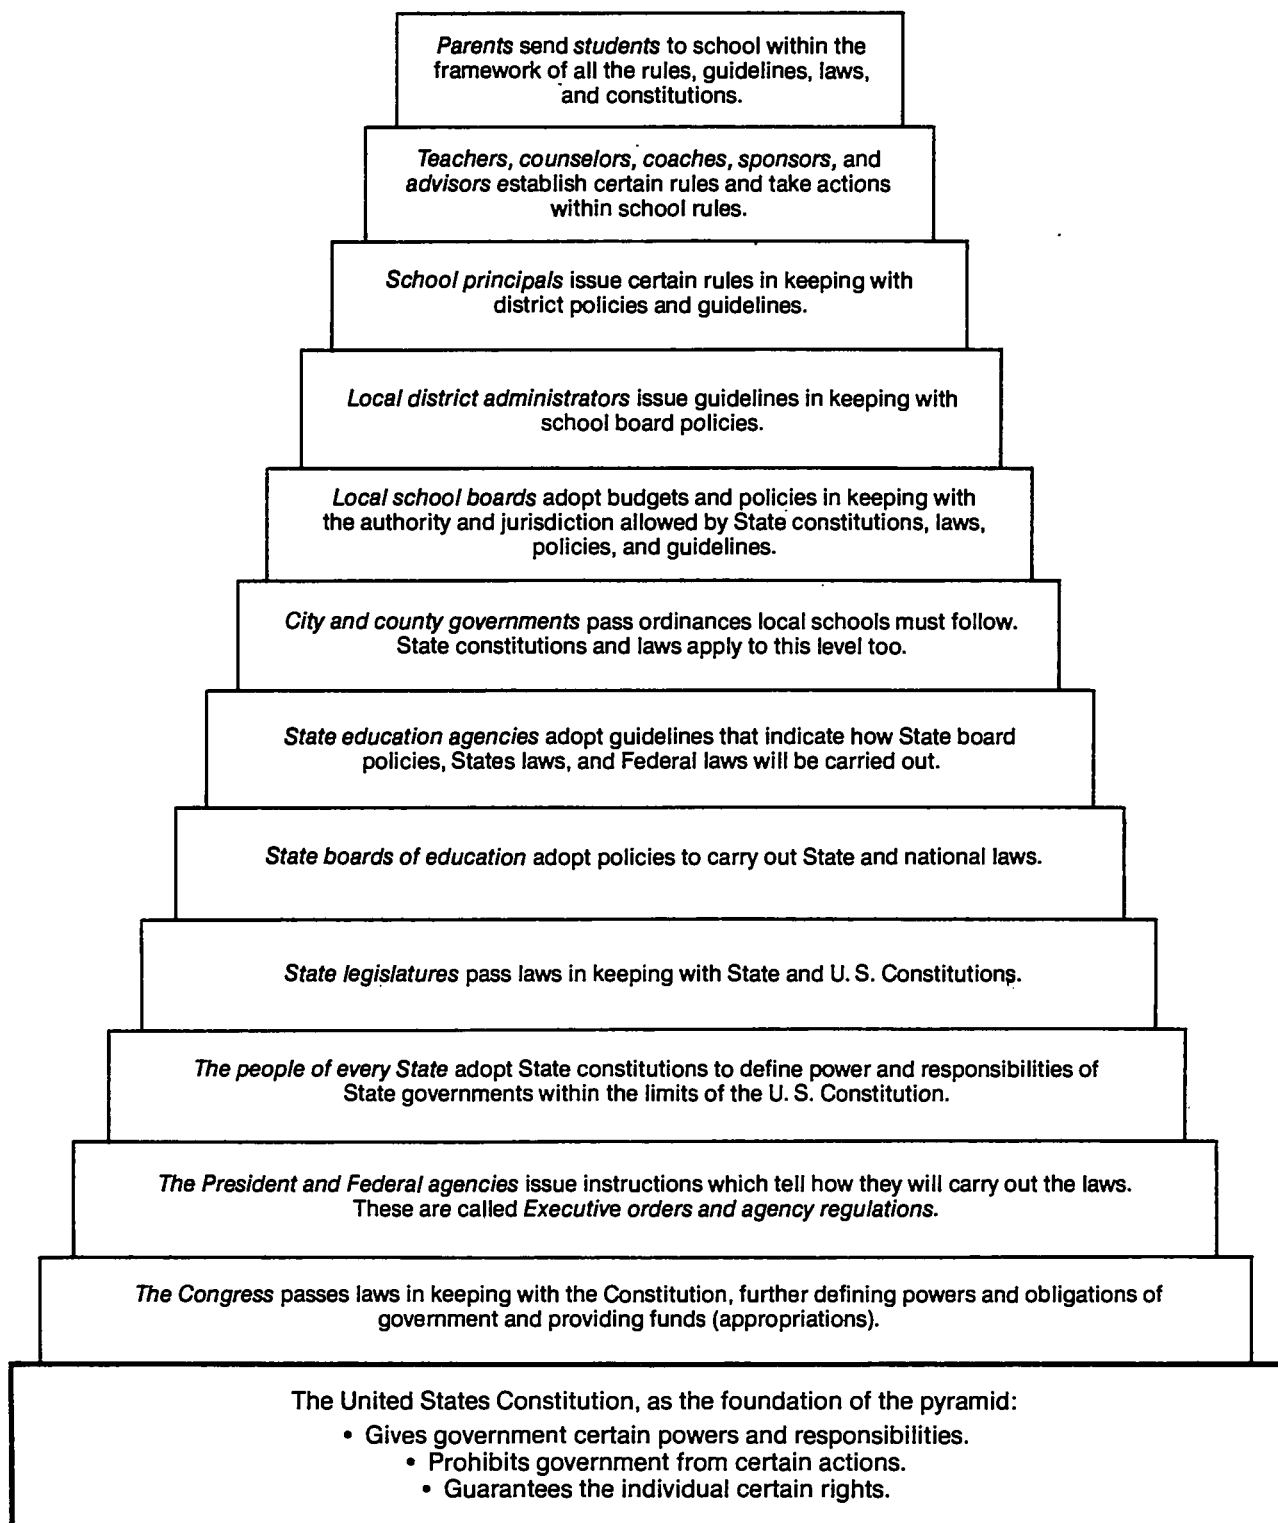 Parents send students to school within the
framework of all the rules, guidelines, laws,
and constitutions.
Teachers, counselors, coaches, sponsors, and
advisors establish certain rules and take actions
within school rules.
School principals issue certain rules in keeping with
district policies and guidelines.
Local district administrators issue guidelines in keeping with
school board policies.
Local school boards adopt budgets and policies in keeping with
the authority and jurisdiction allowed by State constitutions, laws,
policies, and guidelines.
City and county governments pass ordinances local schools must follow.
State constitutions and laws apply to this level too.
State education agencies adopt guidelines that indicate how State board
policies, States laws, and Federal laws will be carried out.
State boards of education adopt policies to carry out State and national laws.
State legislatures pass laws in keeping with State and U. S. Constitutions.
The people of every State adopt State constitutions to define power and responsibilities of
State governments within the limits of the U. S. Constitution.
The President and Federal agencies issue instructions which tell how they will carry out the laws.
These are called Executive orders and agency regulations.
The Congress passes laws in keeping with the Constitution, further defining powers and obligations of
government and providing funds (appropriations).
The United States Constitution, as the foundation of the pyramid:
• Gives government certain powers and responsibilities.
• Prohibits government from certain actions.
• Guarantees the individual certain rights.